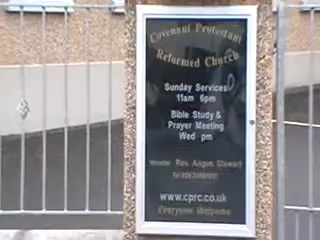 Covenant Protestant
Reformed Church
Sunday Services
11am 6pm
Bible Study &
Prayer Meeting
Wed pm
Minister Rev. Angus Stewart
www.cprc.co.uk
Everyone Welcome